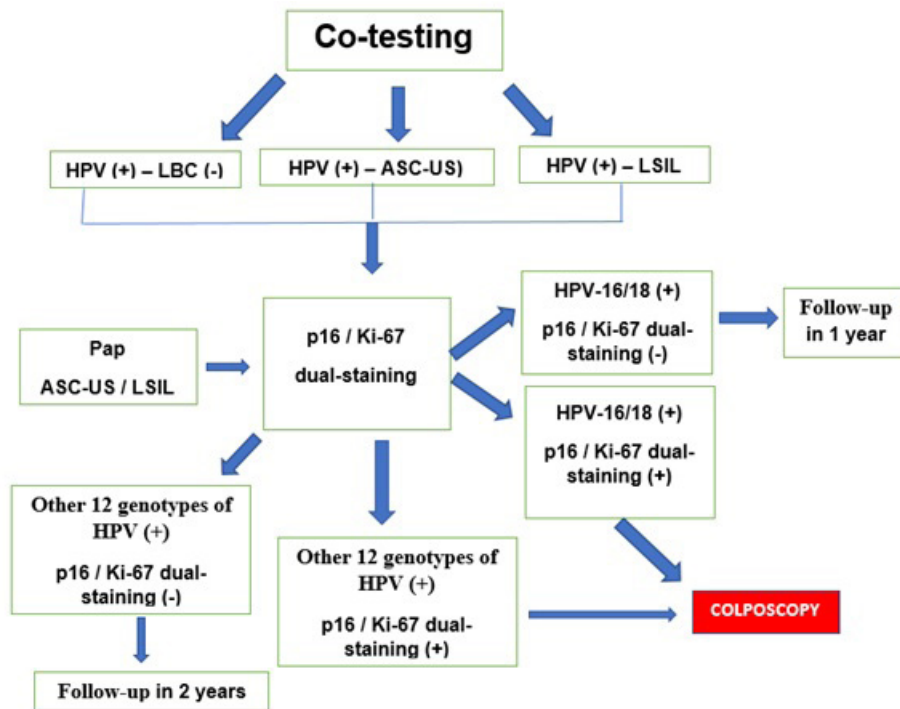 Co-testing
HPV (+) – LBC (-)
HPV (+) – ASC-US)
HPV (+) – LSIL
Pap
ASC-US / LSIL
p16 / Ki-67
dual-staining
HPV-16/18 (+)
p16 / Ki-67 dual-
staining (-)
Follow-up
in 1 year
HPV-16/18 (+)
p16 / Ki-67 dual-
staining (+)
Other 12 genotypes of
HPV (+)
p16 / Ki-67 dual-
staining (-)
Other 12 genotypes of
HPV (+)
p16 / Ki-67 dual-
staining (+)
COLPOSCOPY
Follow-up in 2 years